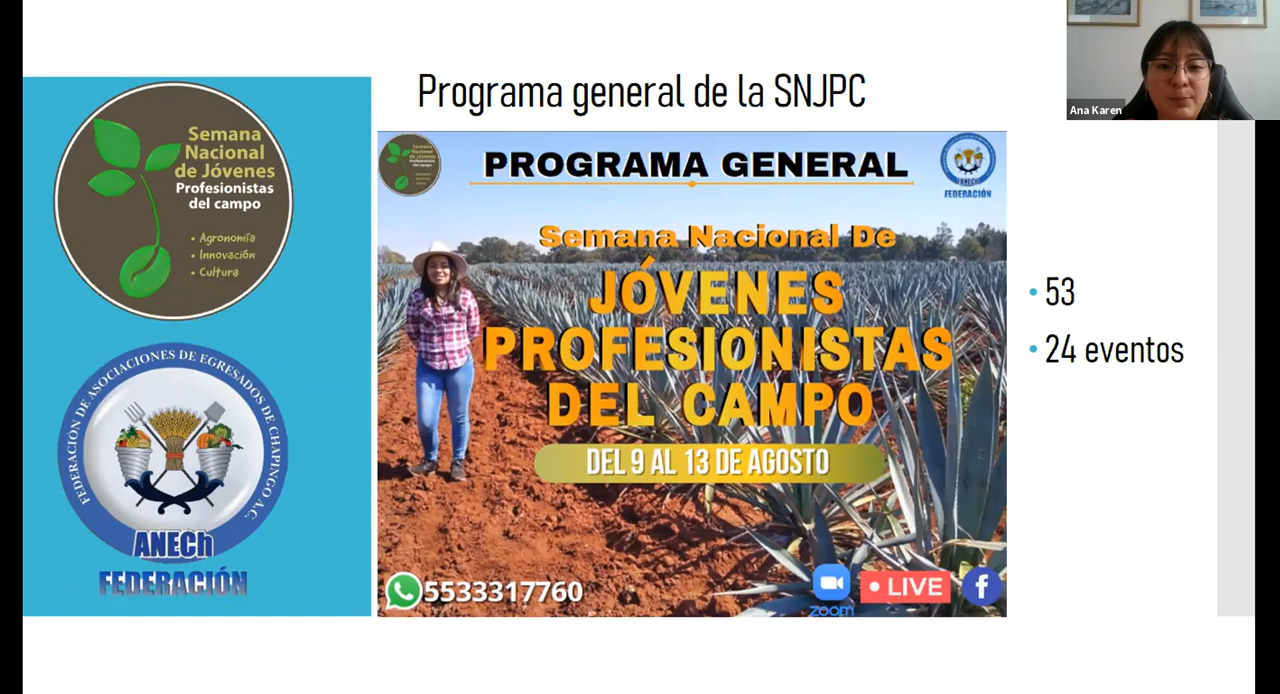 Programa general de la SNJPC
Ana Karen
Semana
Nacional
de Jóvenes
Profesionistas
del campo
• Agronomía
• Innovación
• Cultura
FEDERACIÓN DE ASOCIACIONES DE EGRESADOS DE CHAPINGO A.C.
ANECh
FEDERACIÓN
PROGRAMA GENERAL
ANECh
FEDERACIÓN
Semana Nacional De
JÓVENES
PROFESIONISTAS
DEL CAMPO
DEL 9 AL 13 DE AGOSTO
5533317760
zoom
LIVE
f
• 53
• 24 eventos